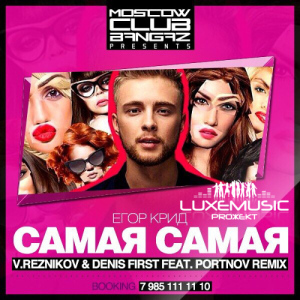 MOSCOW
CLUB
BANGAZ
PRESENTS
LUXEMUSIC
PROJEKT
ЕГОР КРИД
САМАЯ САМАЯ
V.REZNIKOV & DENIS FIRST FEAT. PORTNOV REMIX
BOOKING: 7 985 111 11 10